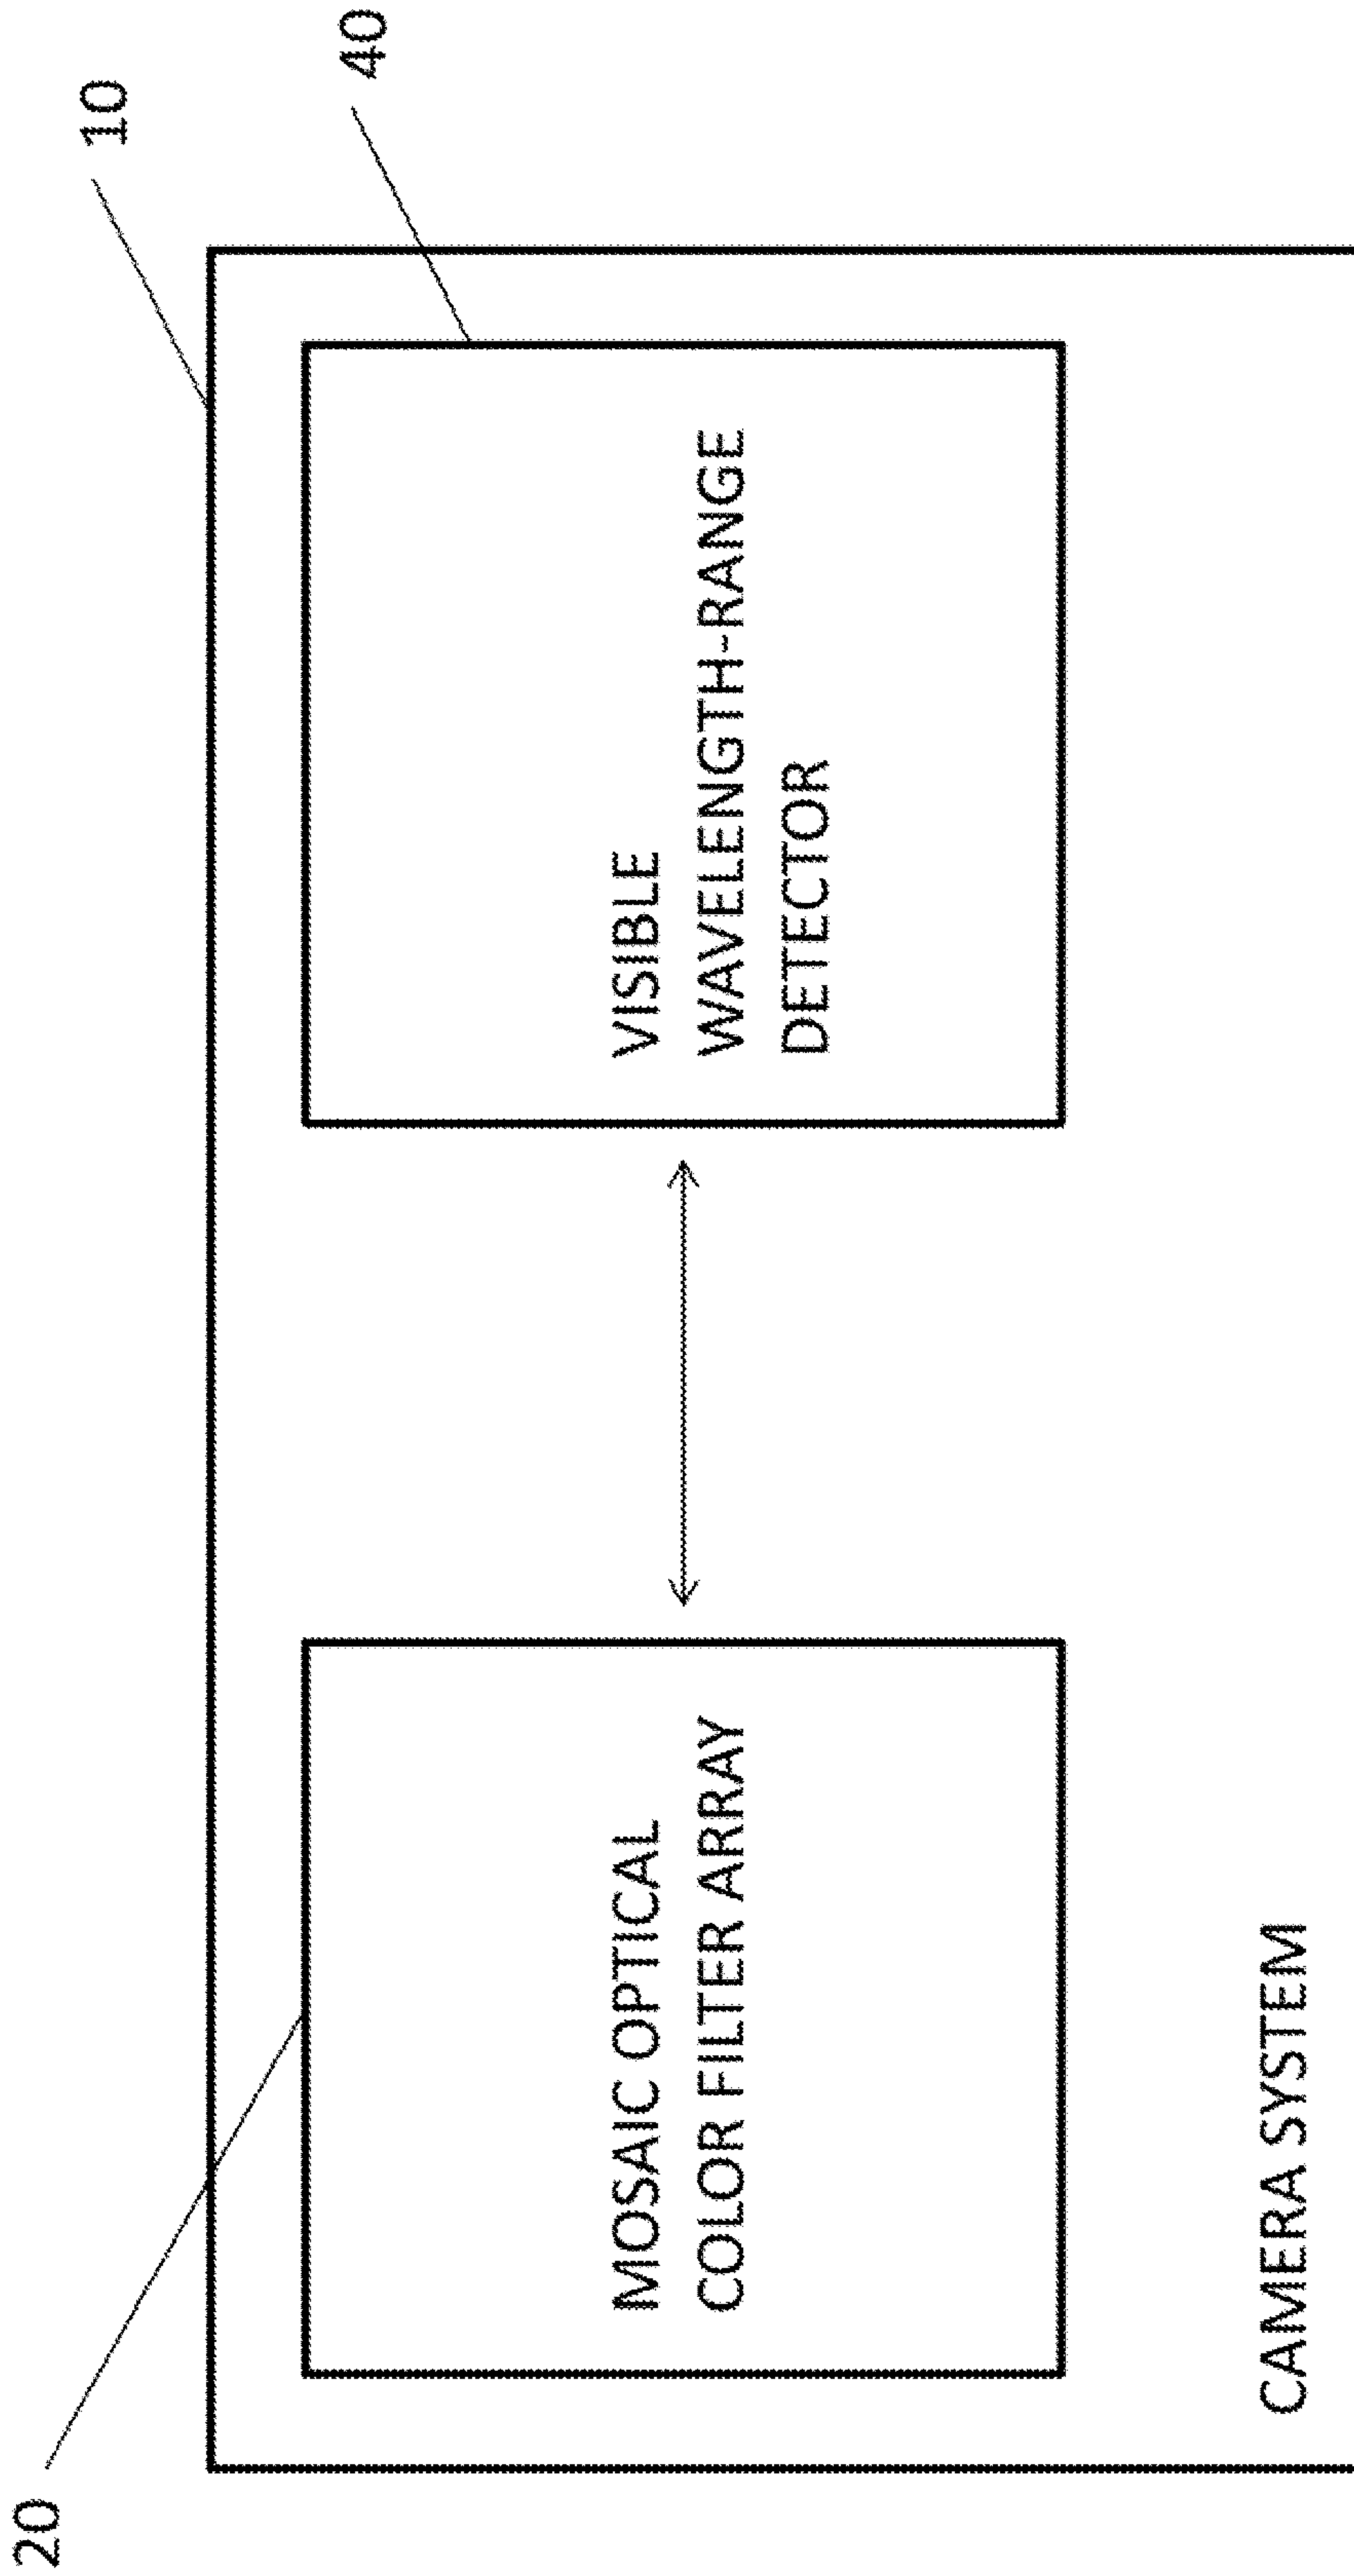 10
20
40
MOSAIC OPTICAL
COLOR FILTER ARRAY
VISIBLE
WAVELENGTH-RANGE
DETECTOR
CAMERA SYSTEM